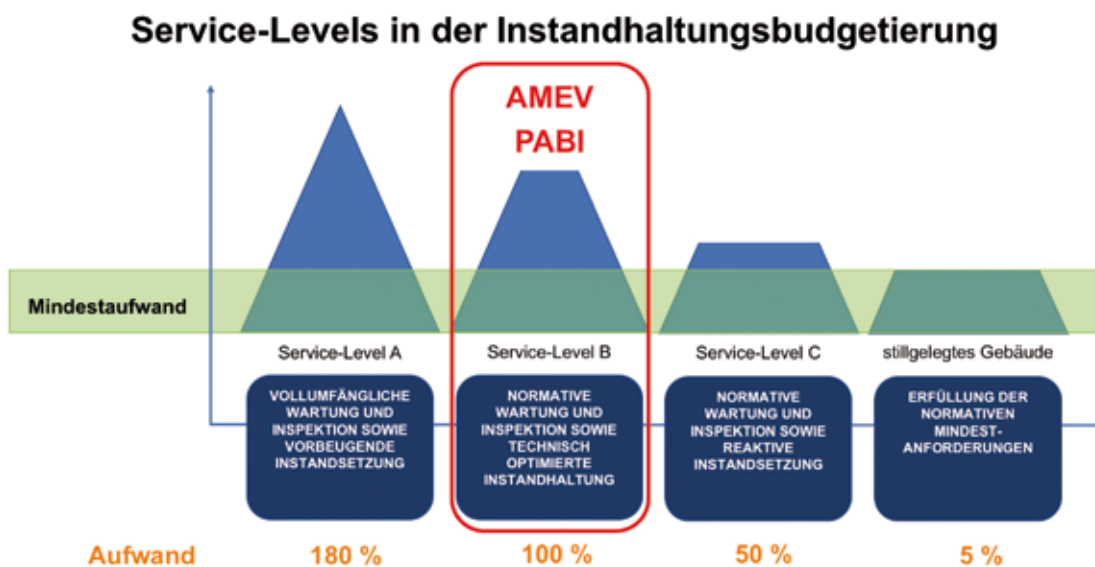 Service-Levels in der Instandhaltungsbudgetierung
AMEV
PABI
Mindestaufwand
Service-Level A
Service-Level B
Service-Level C
stillgelegtes Gebäude
VOLLUMFÄNGLICHE
WARTUNG UND
INSPEKTION SOWIE
VORBEUGENDE
INSTANDSETZUNG
NORMATIVE
WARTUNG UND
INSPEKTION SOWIE
TECHNISCH
OPTIMIERTE
INSTANDHALTUNG
NORMATIVE
WARTUNG UND
INSPEKTION SOWIE
REAKTIVE
INSTANDSETZUNG
ERFÜLLUNG DER
NORMATIVEN
MINDEST-
ANFORDERUNGEN
Aufwand
180 %
100 %
50 %
5 %